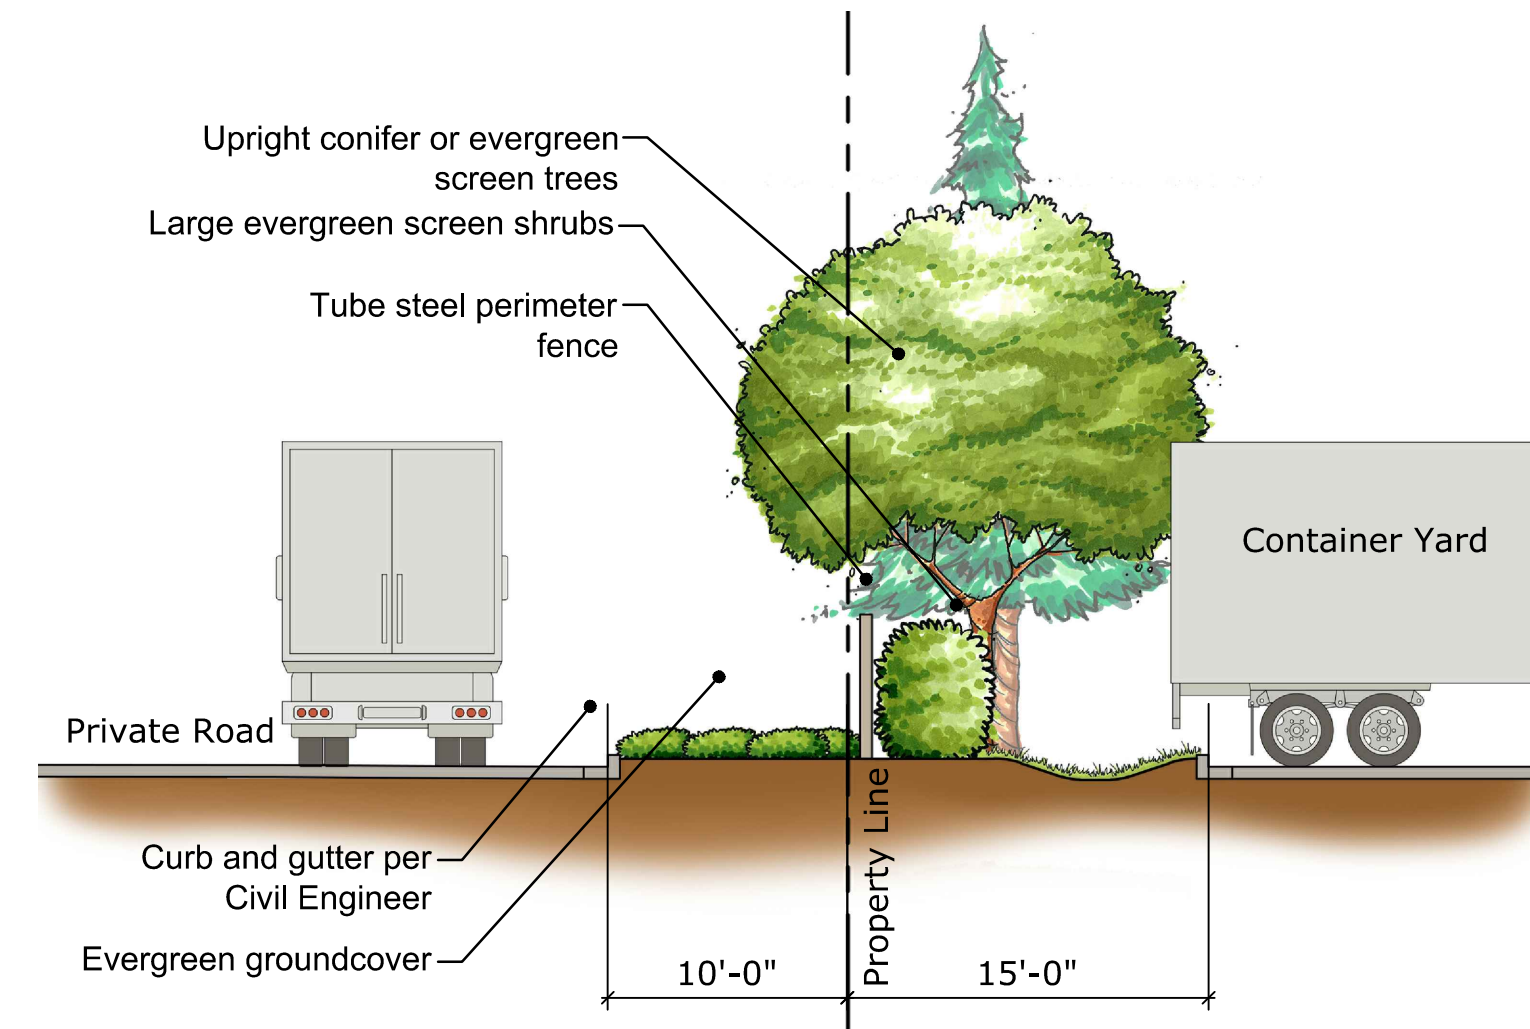 Upright conifer or evergreen
screen trees
Large evergreen screen shrubs
Tube steel perimeter
fence
Container Yard
Private Road
Curb and gutter per
Civil Engineer
Evergreen groundcover
Property Line
10'-0"
15'-0"